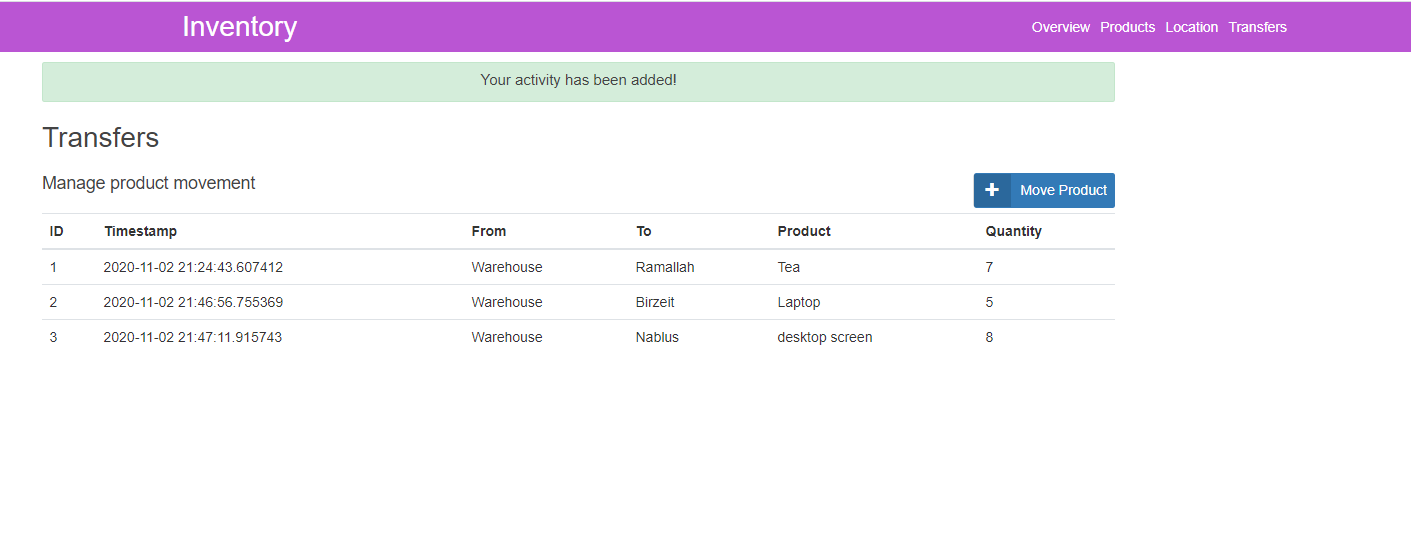 Inventory Overview Products Location Transfers
Your activity has been added!
Transfers
Manage product movement
Move Product
ID Timestamp From To Product Quantity
1 2020-11-02 21:24:43.607412 Warehouse Ramallah Tea 7
2 2020-11-02 21:46:56.755369 Warehouse Birzeit Laptop 5
3 2020-11-02 21:47:11.915743 Warehouse Nablus desktop screen 8